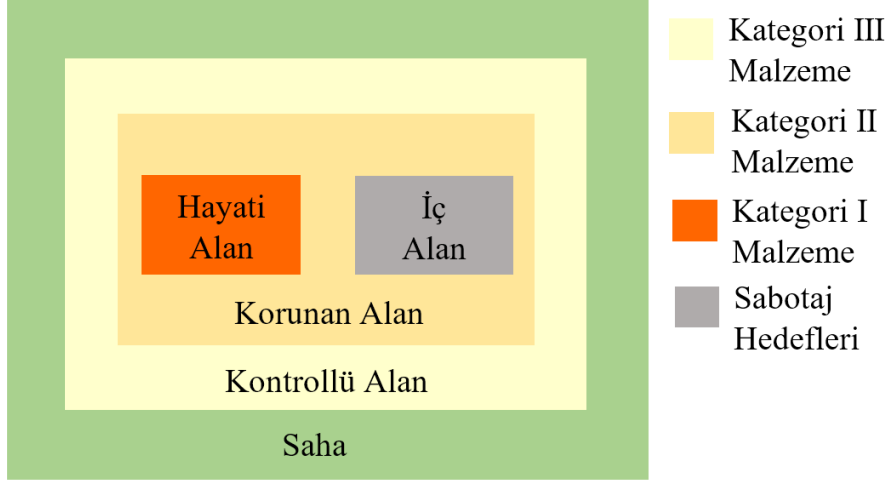 Hayati
Alan
İç
Alan
Korunan Alan
Kontrollü Alan
Saha
Kategori III
Malzeme
Kategori II
Malzeme
Kategori I
Malzeme
Sabotaj
Hedefleri